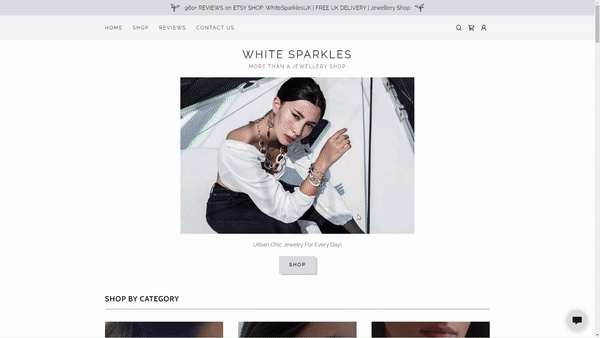 960+ REVIEWS on ETSY SHOP: WhiteSparklesUK | FREE UK DELIVERY | Jewellery Shop
HOME SHOP REVIEWS CONTACT US
WHITE SPARKLES
MORE THAN A JEWELLERY SHOP
Urban Chic Jewelry For Every Day!
SHOP
SHOP BY CATEGORY